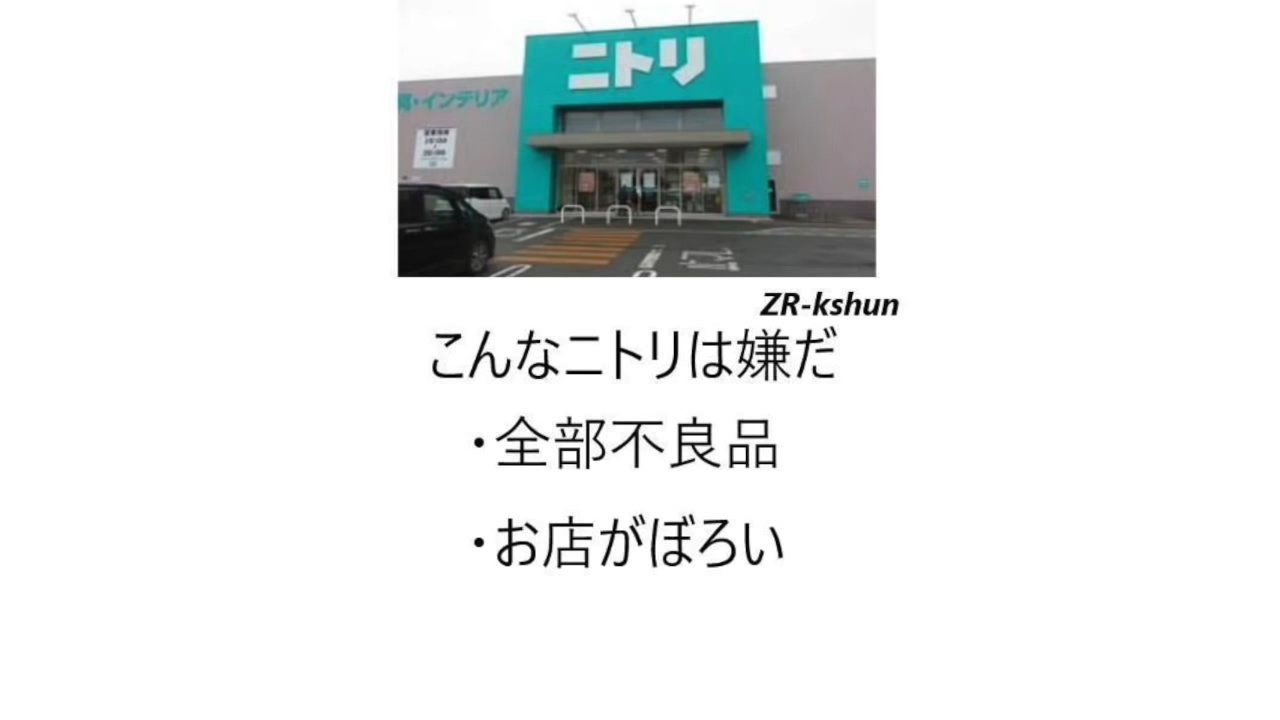 ニトリ
・インテリア
ZR-kshun
こんなニトリは嫌だ
・全部不良品
・お店がぼろい